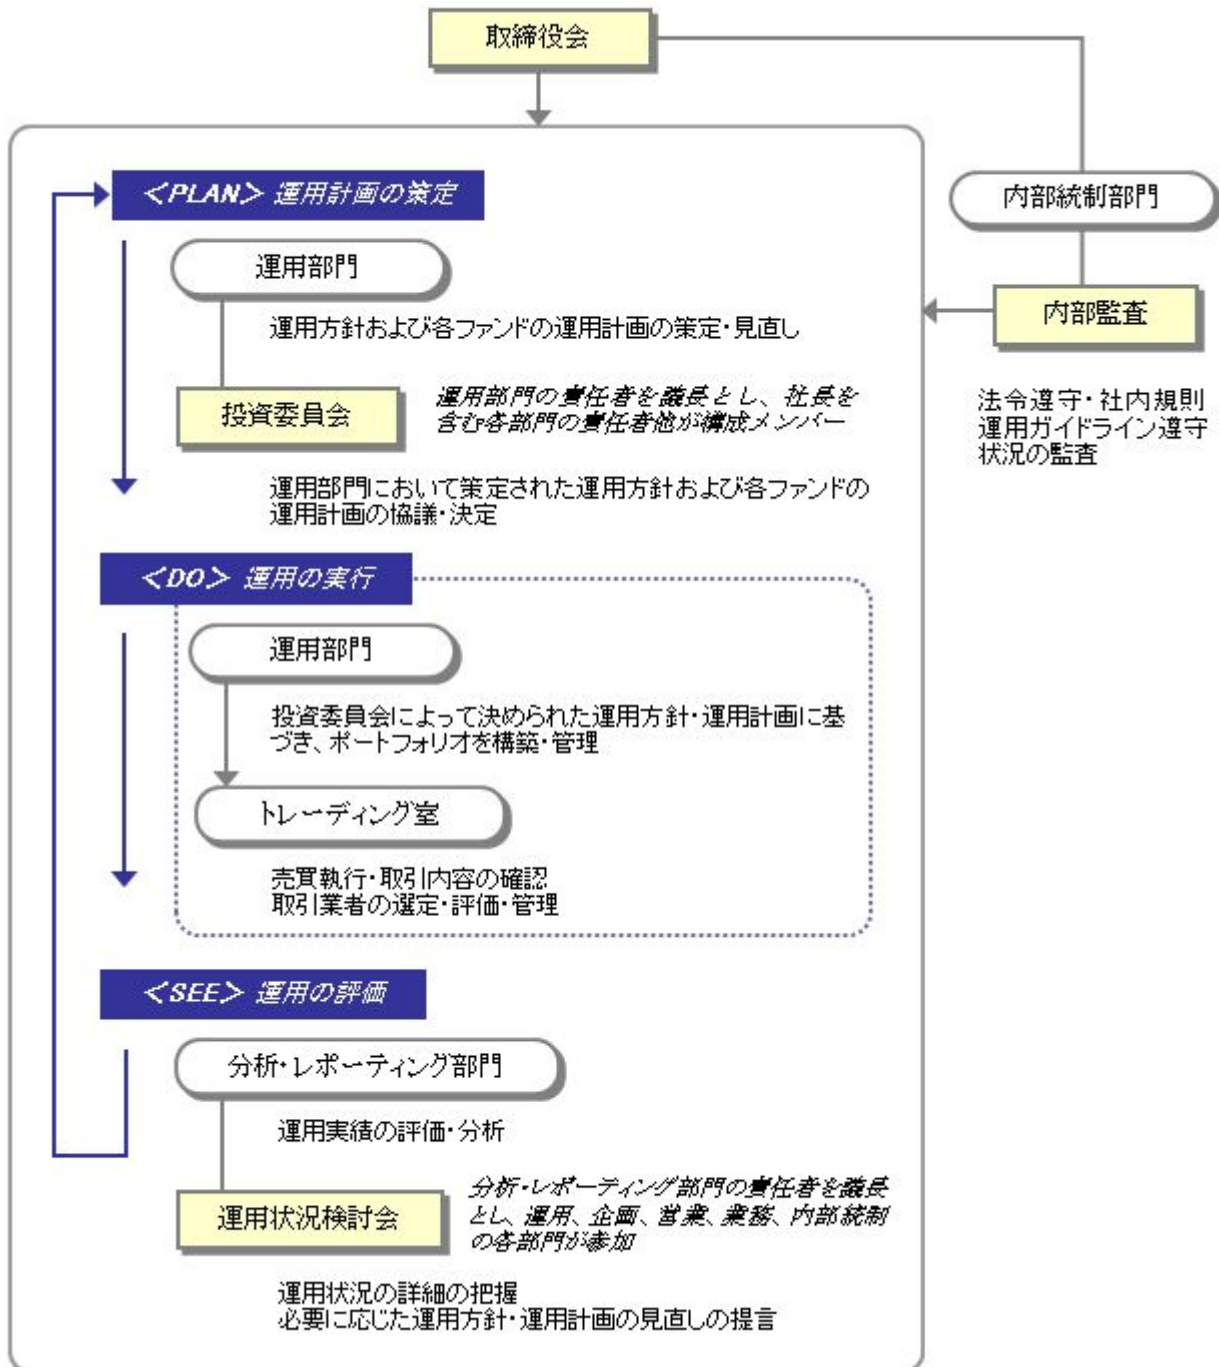 取締役会
<PLAN> 運用計画の策定
運用部門
運用方針および各ファンドの運用計画の策定・見直し
投資委員会
運用部門の責任者を議長とし、社長を
含む各部門の責任者他が構成メンバー
運用部門において策定された運用方針および各ファンドの
運用計画の協議・決定
内部統制部門
内部監査
法令遵守・社内規則
運用ガイドライン遵守
状況の監査
<DO> 運用の実行
運用部門
投資委員会によって決められた運用方針・運用計画に基
づき、ポートフォリオを構築・管理
トレーディング室
売買執行・取引内容の確認
取引業者の選定・評価・管理
<SEE> 運用の評価
分析・レポーティング部門
運用実績の評価・分析
運用状況検討会
分析・レポーティング部門の責任者を議長
とし、運用、企画、営業、業務、内部統制
の各部門が参加
運用状況の詳細の把握
必要に応じた運用方針・運用計画の見直しの提言